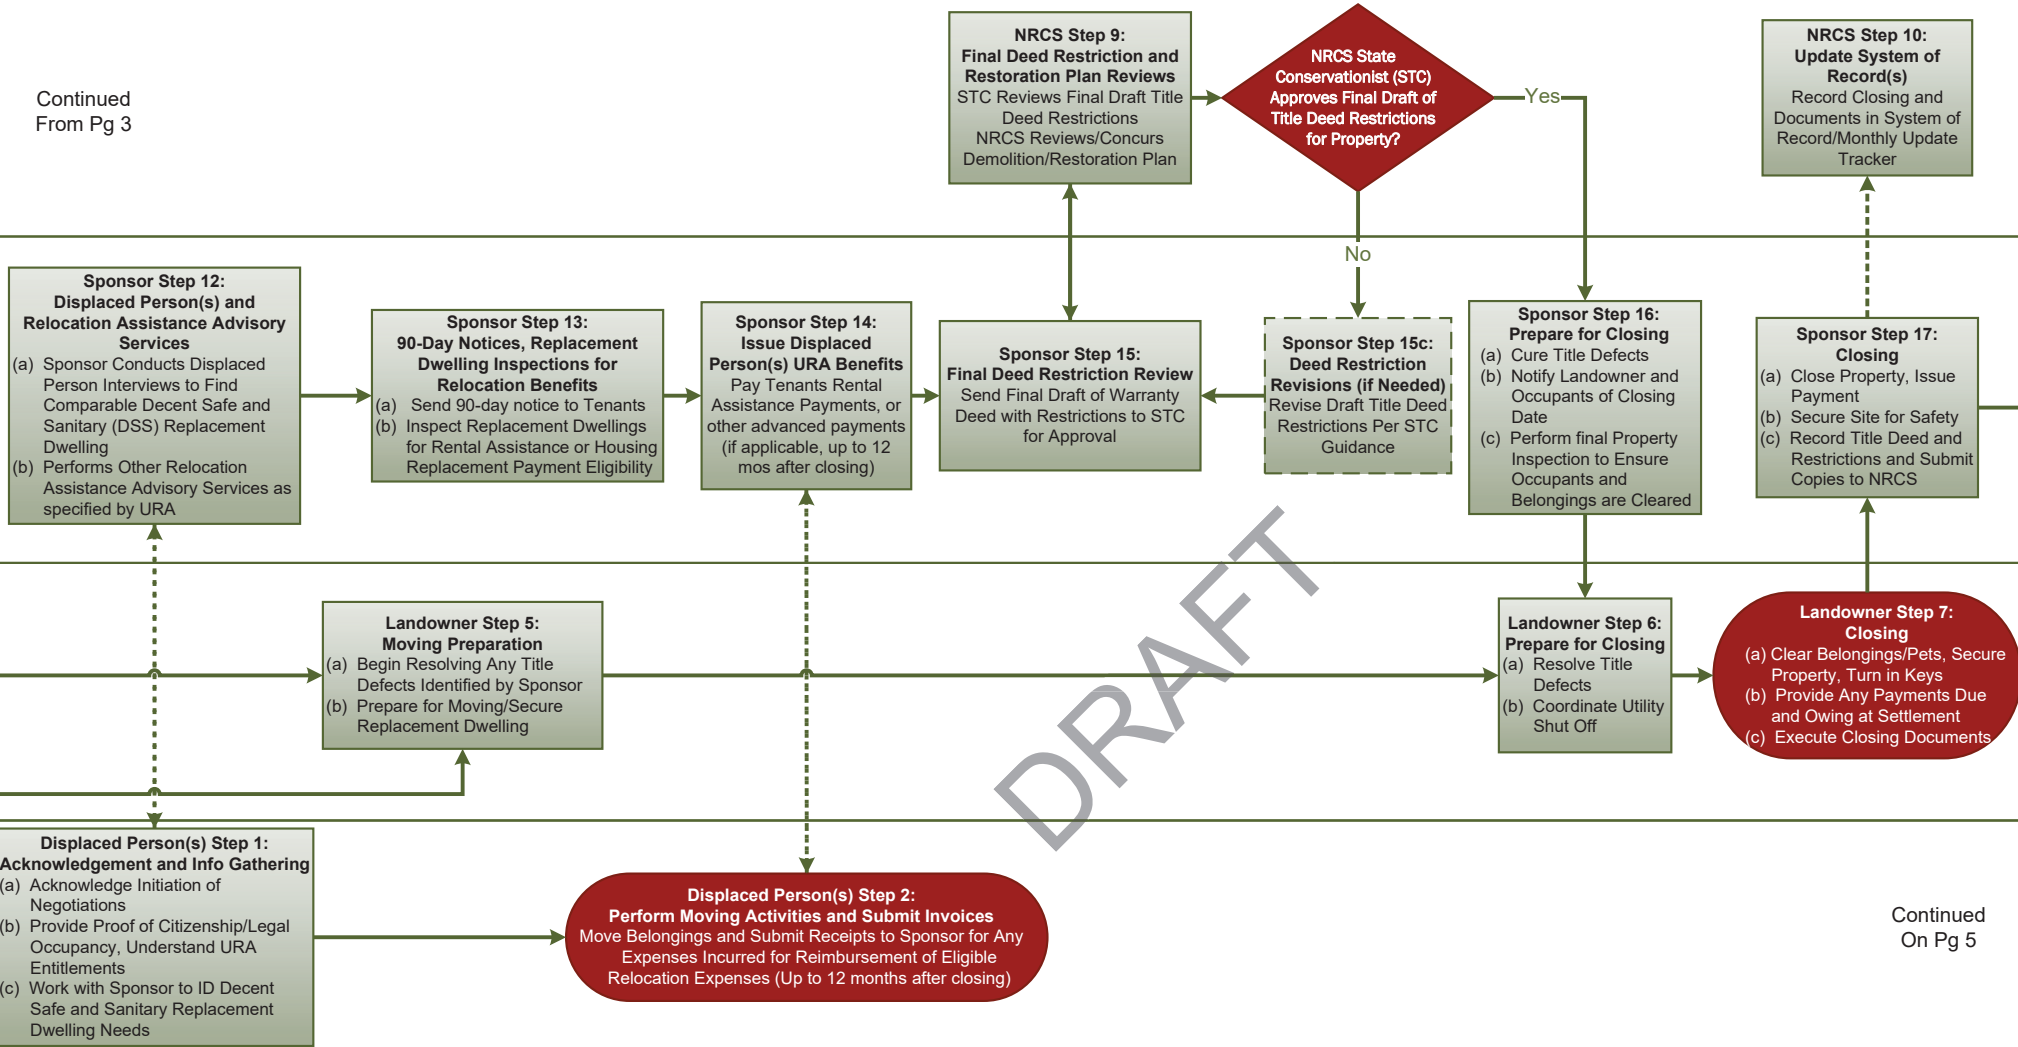 Continued
From Pg 3
NRCS Step 9:
Final Deed Restriction and
Restoration Plan Reviews
STC Reviews Final Draft Title
Deed Restrictions
NRCS Reviews/Concurs
Demolition/Restoration Plan
NRCS State
Conservationist (STC)
Approves Final Draft of
Title Deed Restrictions
for Property?
Yes
No
NRCS Step 10:
Update System of
Record(s)
Record Closing and
Documents in System of
Record/Monthly Update
Tracker
Sponsor Step 12:
Displaced Person(s) and
Relocation Assistance Advisory
Services
(a) Sponsor Conducts Displaced
Person Interviews to Find
Comparable Decent Safe and
Sanitary (DSS) Replacement
Dwelling
(b) Performs Other Relocation
Assistance Advisory Services as
specified by URA
Sponsor Step 13:
90-Day Notices, Replacement
Dwelling Inspections for
Relocation Benefits
(a) Send 90-day notice to Tenants
(b) Inspect Replacement Dwellings
for Rental Assistance or Housing
Replacement Payment Eligibility
Sponsor Step 14:
Issue Displaced
Person(s) URA Benefits
Pay Tenants Rental
Assistance Payments, or
other advanced payments
(if applicable, up to 12
mos after closing)
Sponsor Step 15:
Final Deed Restriction Review
Send Final Draft of Warranty
Deed with Restrictions to STC
for Approval
Sponsor Step 15c:
Deed Restriction
Revisions (if Needed)
Revise Draft Title Deed
Restrictions Per STC
Guidance
Sponsor Step 16:
Prepare for Closing
(a) Cure Title Defects
(b) Notify Landowner and
Occupants of Closing
Date
(c) Perform final Property
Inspection to Ensure
Occupants and
Belongings are Cleared
Sponsor Step 17:
Closing
(a) Close Property, Issue
Payment
(b) Secure Site for Safety
(c) Record Title Deed and
Restrictions and Submit
Copies to NRCS
Landowner Step 5:
Moving Preparation
(a) Begin Resolving Any Title
Defects Identified by Sponsor
(b) Prepare for Moving/Secure
Replacement Dwelling
Landowner Step 6:
Prepare for Closing
(a) Resolve Title
Defects
(b) Coordinate Utility
Shut Off
Landowner Step 7:
Closing
(a) Clear Belongings/Pets, Secure
Property, Turn in Keys
(b) Provide Any Payments Due
and Owing at Settlement
(c) Execute Closing Documents
DRAFT
Displaced Person(s) Step 1:
Acknowledgement and Info Gathering
(a) Acknowledge Initiation of
Negotiations
(b) Provide Proof of Citizenship/Legal
Occupancy, Understand URA
Entitlements
(c) Work with Sponsor to ID Decent
Safe and Sanitary Replacement
Dwelling Needs
Displaced Person(s) Step 2:
Perform Moving Activities and Submit Invoices
Move Belongings and Submit Receipts to Sponsor for Any
Expenses Incurred for Reimbursement of Eligible
Relocation Expenses (Up to 12 months after closing)
Continued
On Pg 5